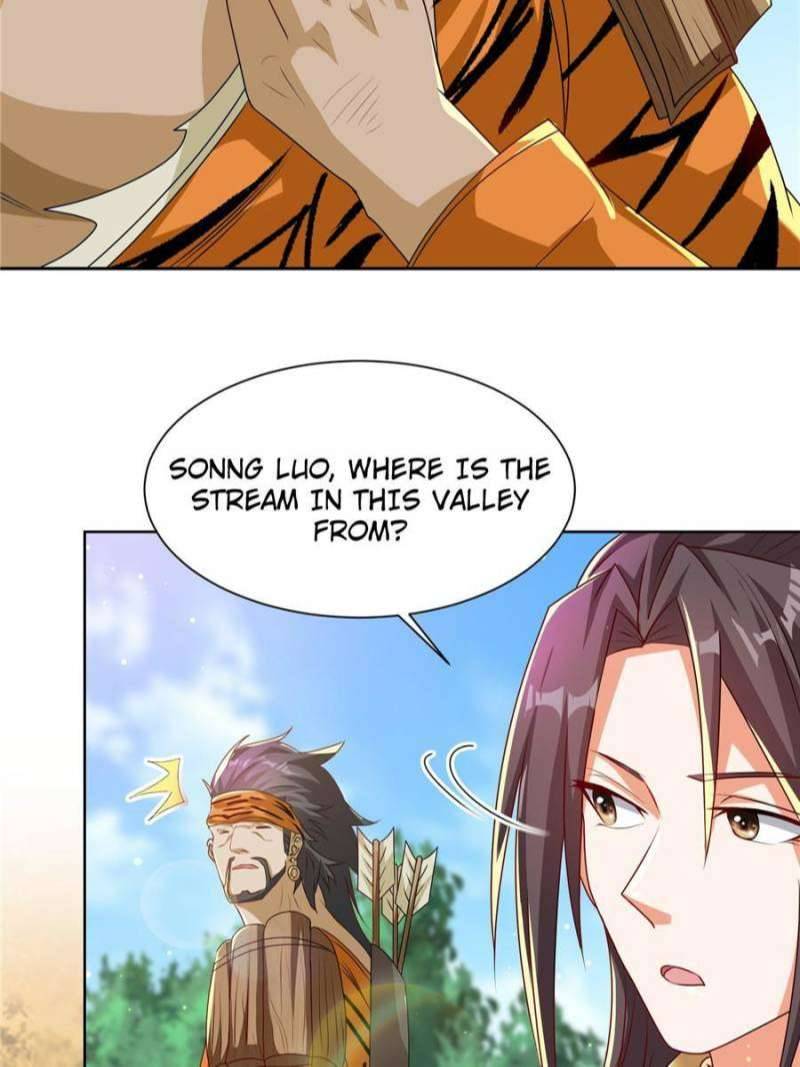 SONNG LUO, WHERE IS THE
STREAM IN THIS VALLEY
FROM?